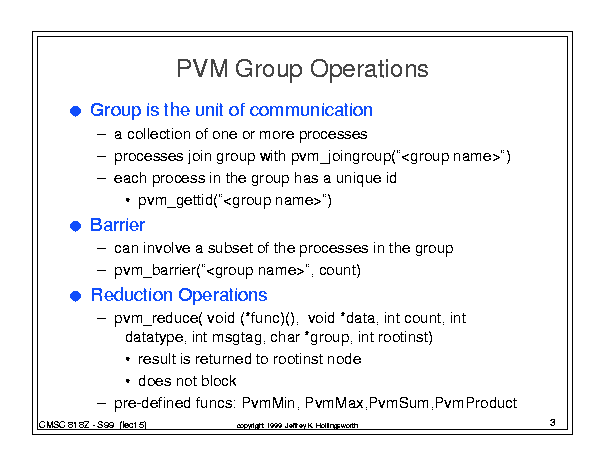 PVM Group Operations
● Group is the unit of communication
– a collection of one or more processes
– processes join group with pvm_joingroup("<group name>")
– each process in the group has a unique id
• pvm_gettid("<group name>")
● Barrier
– can involve a subset of the processes in the group
– pvm_barrier("<group name>", count)
● Reduction Operations
– pvm_reduce( void (*func)(), void *data, int count, int
datatype, int msgtag, char *group, int rootinst)
• result is returned to rootinst node
• does not block
– pre-defined funcs: PvmMin, PvmMax,PvmSum,PvmProduct
CMSC 818Z - S99 (lect 5)
copyright 1999 Jeffrey K. Hollingsworth
3